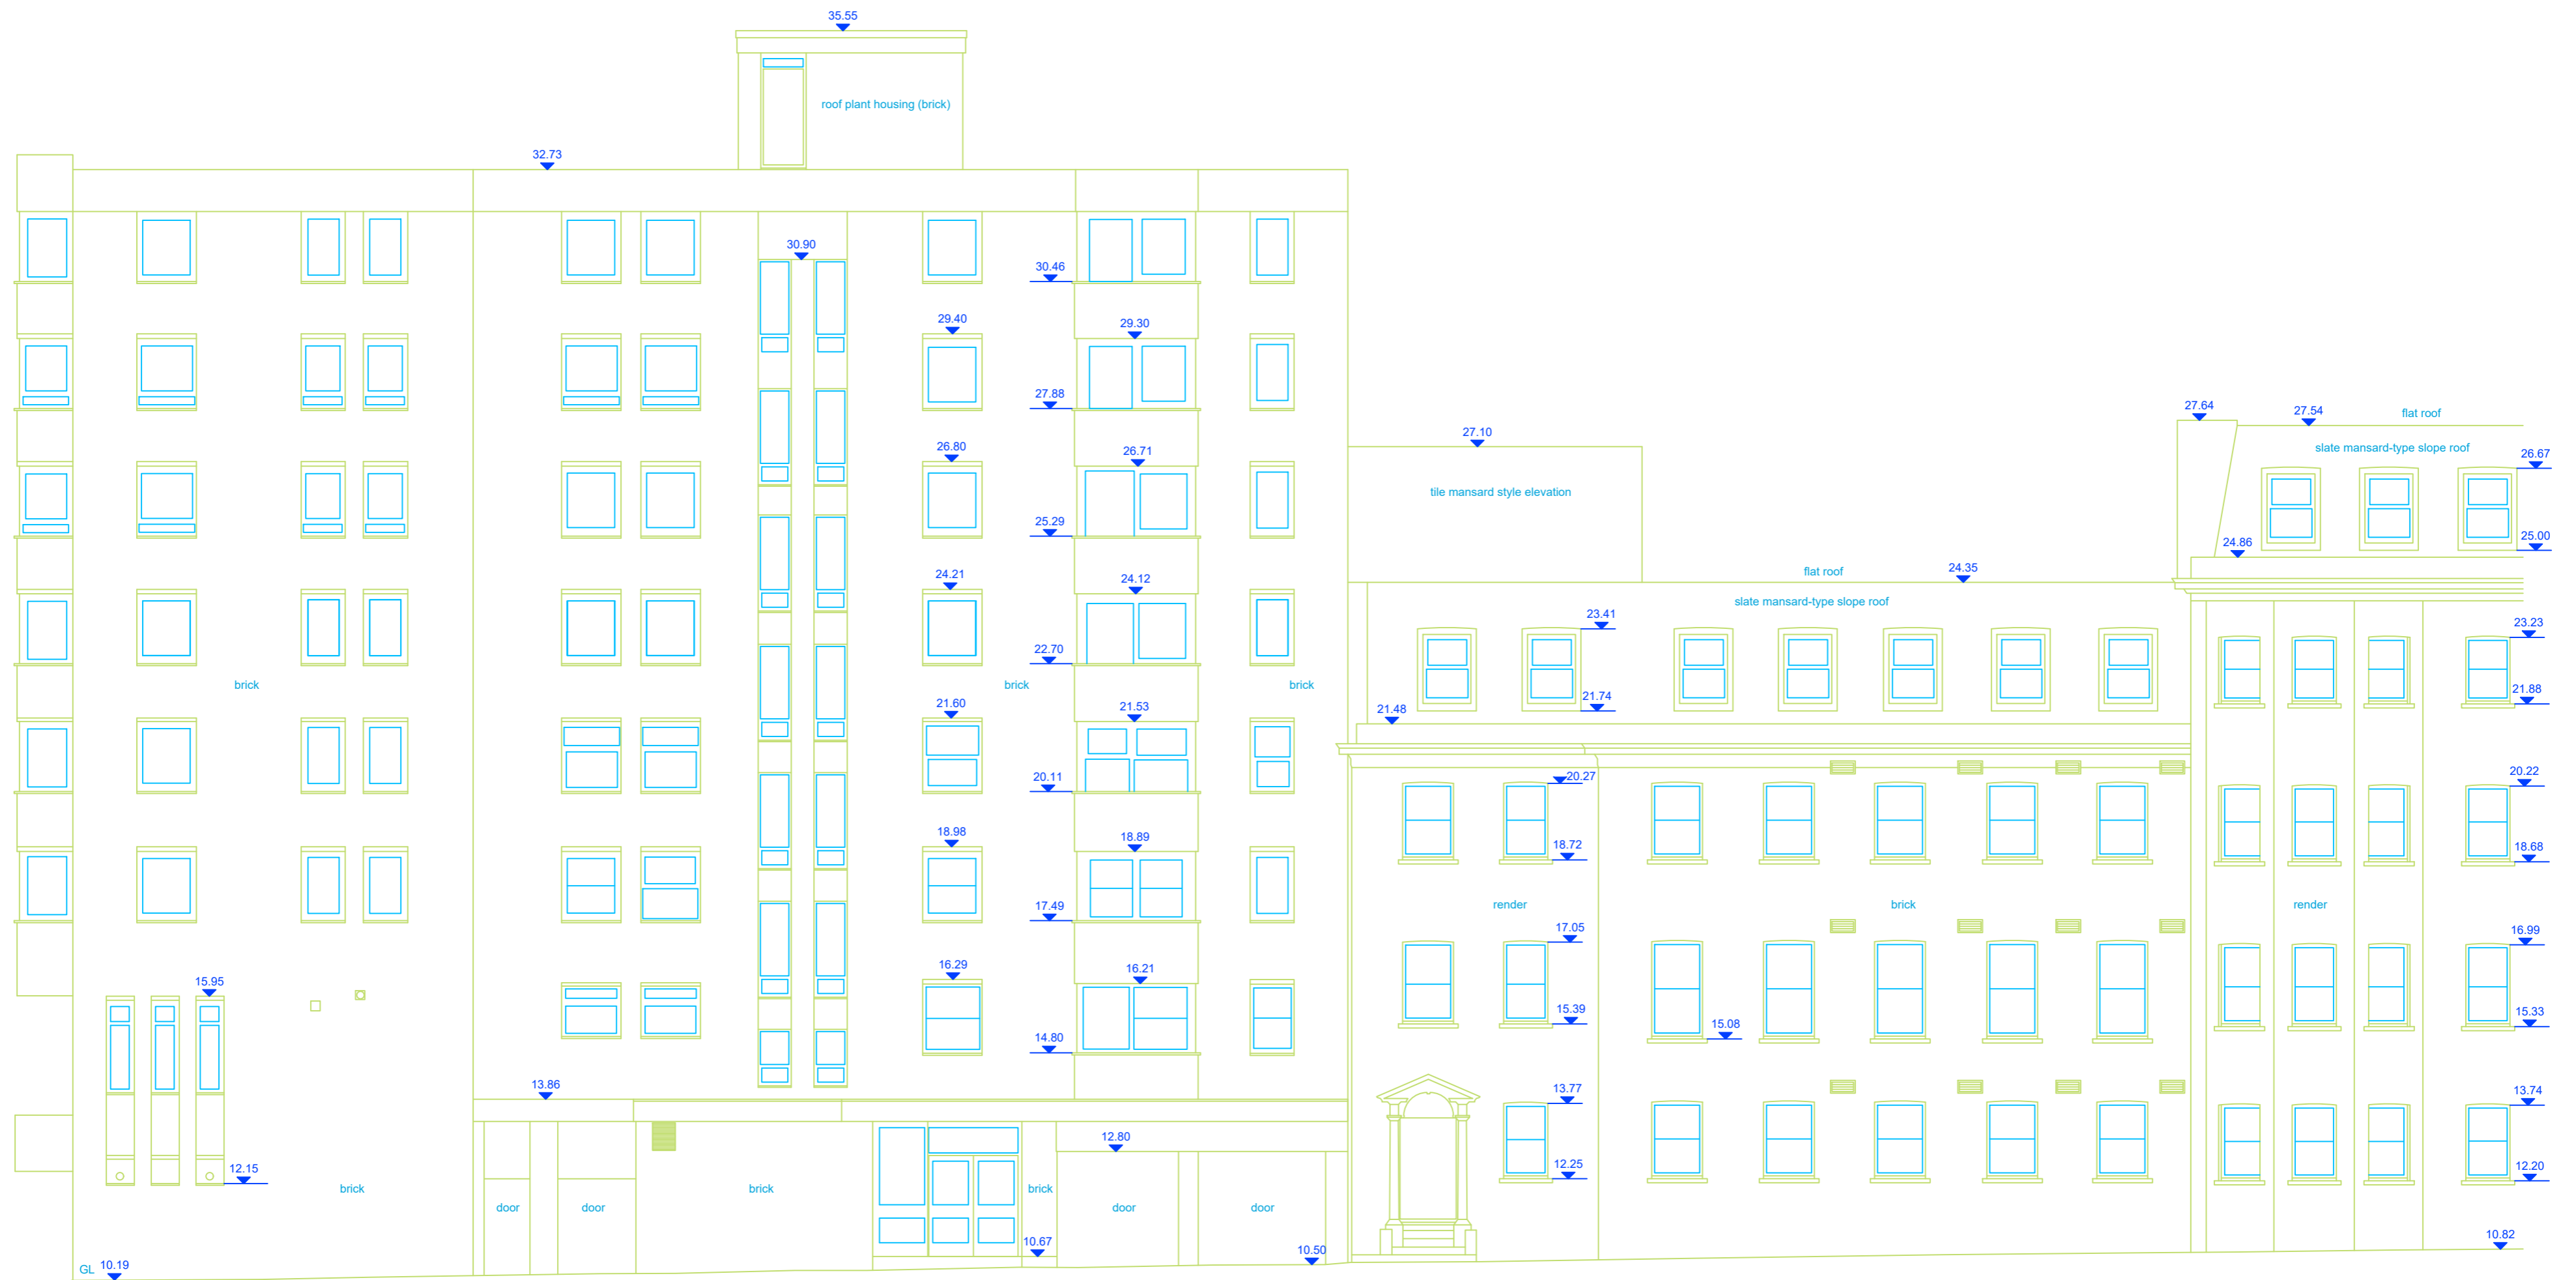 35.55
roof plant housing (brick)
32.73
30.90
30.46
29.40
29.30
27.88
27.64
27.54
flat roof
27.10
slate mansard-type slope roof
26.80
26.71
26.67
tile mansard style elevation
25.29
25.00
24.86
24.21
24.12
flat roof
24.35
slate mansard-type slope roof
23.41
23.23
22.70
brick
brick
brick
21.88
21.74
21.60
21.53
21.48
20.11
20.27
20.22
18.98
18.89
18.72
18.68
17.49
render
brick
render
17.05
16.99
16.29
16.21
15.95
15.39
15.33
15.08
14.80
13.86
13.77
13.74
12.80
12.15
12.25
12.20
brick
brick
brick
door
door
door
door
10.67
10.50
10.82
GL 10.19